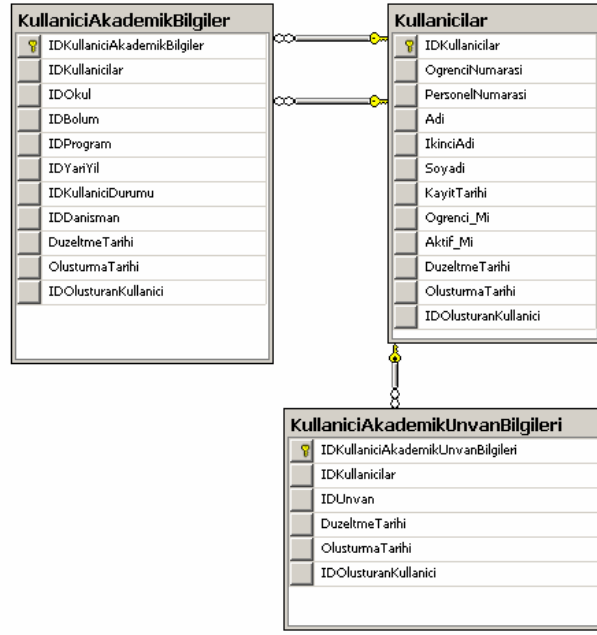 KullaniciAkademikBilgiler
IDKullaniciAkademikBilgiler
IDKullanicilar
IDOkul
IDBolum
IDProgram
IDYariYil
IDKullaniciDurumu
IDDanisman
DuzeltmeTarihi
OlusturmaTarihi
IDOlusturanKullanici
Kullanicilar
IDKullanicilar
OgrenciNumarasi
PersonelNumarasi
Adi
IkinciAdi
Soyadi
KayitTarihi
Ogrenci_Mi
Aktif_Mi
DuzeltmeTarihi
OlusturmaTarihi
IDOlusturanKullanici
KullaniciAkademikUnvanBilgileri
IDKullaniciAkademikUnvanBilgileri
IDKullanicilar
IDUnvan
DuzeltmeTarihi
OlusturmaTarihi
IDOlusturanKullanici